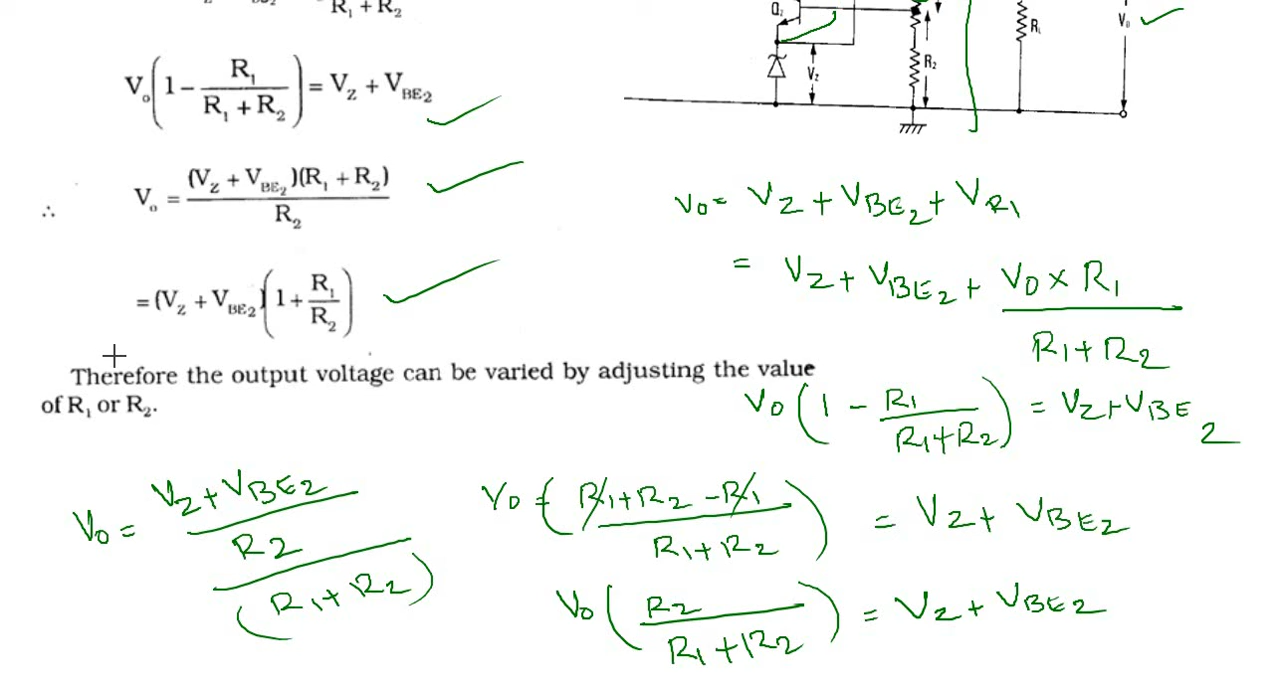 R₁ + R₂
V₀(1 − R₁/(R₁ + R₂)) = V_Z + V_BE₂
∴ V₀ = (V_Z + V_BE₂)(R₁ + R₂)/R₂
= (V_Z + V_BE₂)(1 + R₁/R₂)
Therefore the output voltage can be varied by adjusting the value
of R₁ or R₂.
Q₂
V_Z
R₂
V₀
V₀ = V_Z + V_BE₂ + V_R₁
= V_Z + V_BE₂ + (V₀ × R₁)/(R₁ + R₂)
V₀(1 − R₁/(R₁+R₂)) = V_Z + V_BE₂
V₀ (R₁ + R₂ − R₁)/(R₁ + R₂) = V_Z + V_BE₂
V₀(R₂/(R₁ + R₂)) = V_Z + V_BE₂
V₀ = (V_Z + V_BE₂)/(R₂/(R₁ + R₂))